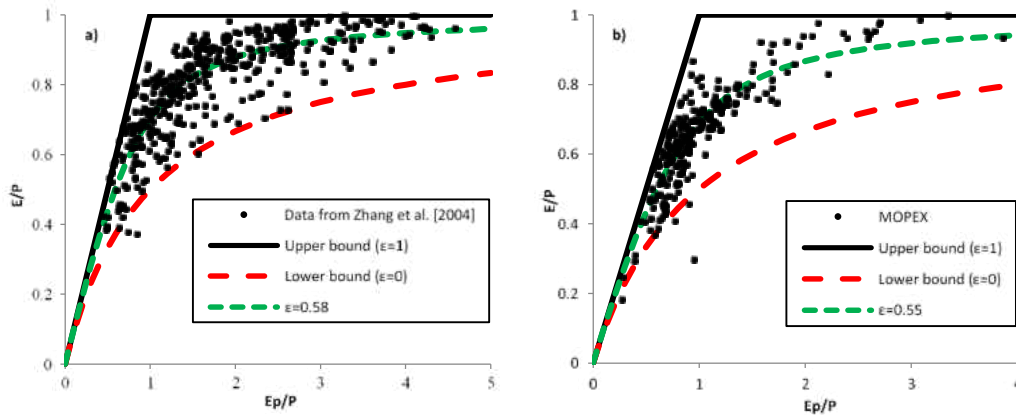 a)
E/P
1
0.8
0.6
0.4
0.2
0
0 1 2 3 4 5
Ep/P
Data from Zhang et al. [2004]
Upper bound (ε=1)
Lower bound (ε=0)
ε=0.58
b)
E/P
1
0.8
0.6
0.4
0.2
0
0 1 2 3 4
Ep/P
MOPEX
Upper bound (ε=1)
Lower bound (ε=0)
ε=0.55